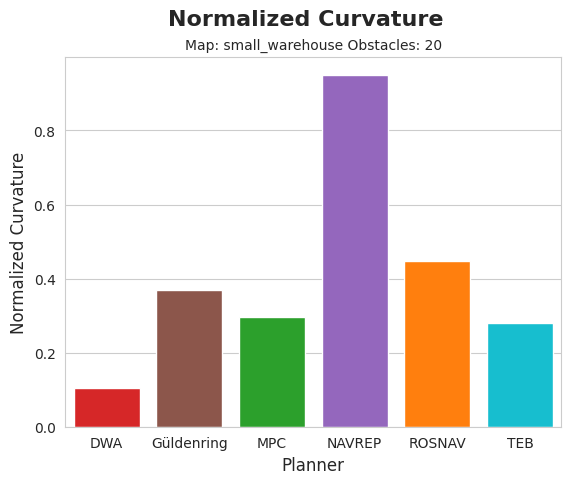 Normalized Curvature
Map: small_warehouse Obstacles: 20
Normalized Curvature
0.8
0.6
0.4
0.2
0.0
DWA Güldenring MPC NAVREP ROSNAV TEB
Planner